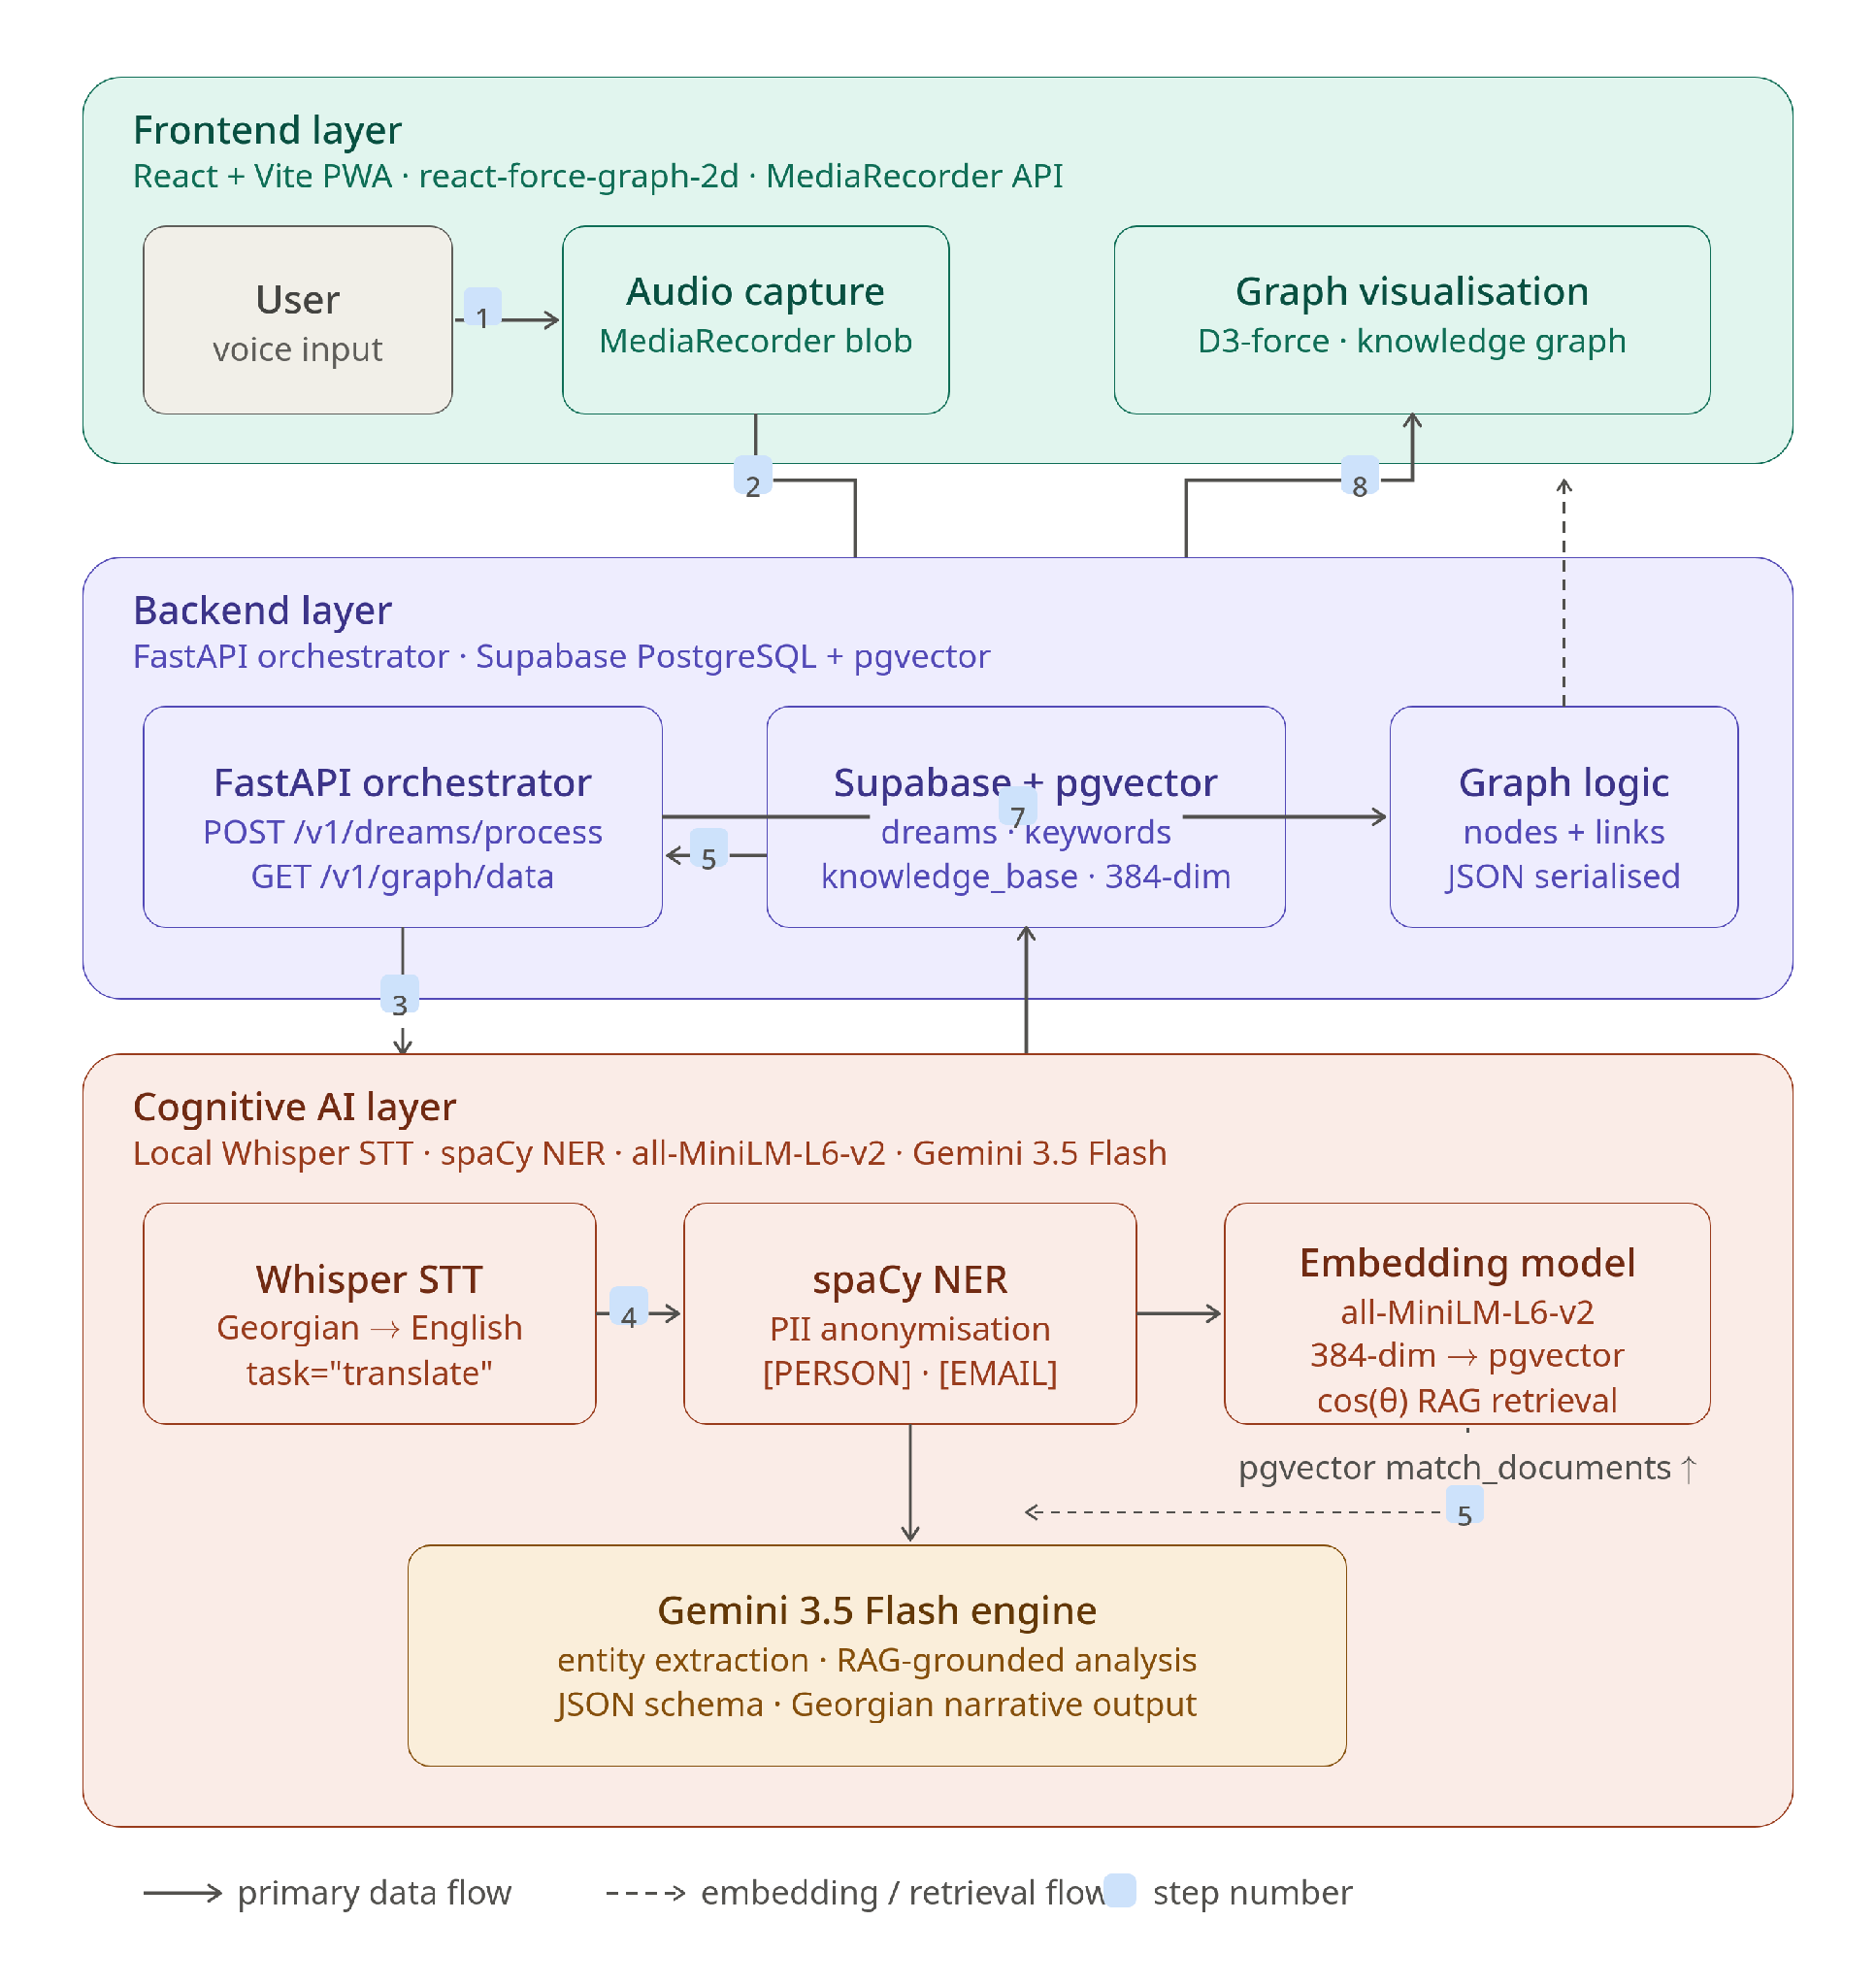 Frontend layer
React + Vite PWA · react-force-graph-2d · MediaRecorder API
User
voice input
1
Audio capture
MediaRecorder blob
Graph visualisation
D3-force · knowledge graph
2
8
Backend layer
FastAPI orchestrator · Supabase PostgreSQL + pgvector
FastAPI orchestrator
POST /v1/dreams/process
GET /v1/graph/data
5
Supabase + pgvector
7
dreams · keywords
knowledge_base · 384-dim
Graph logic
nodes + links
JSON serialised
3
Cognitive AI layer
Local Whisper STT · spaCy NER · all-MiniLM-L6-v2 · Gemini 3.5 Flash
Whisper STT
Georgian → English
task="translate"
4
spaCy NER
PII anonymisation
[PERSON] · [EMAIL]
Embedding model
all-MiniLM-L6-v2
384-dim → pgvector
cos(θ) RAG retrieval
pgvector match_documents ↑
5
Gemini 3.5 Flash engine
entity extraction · RAG-grounded analysis
JSON schema · Georgian narrative output
primary data flow
embedding / retrieval flow
step number